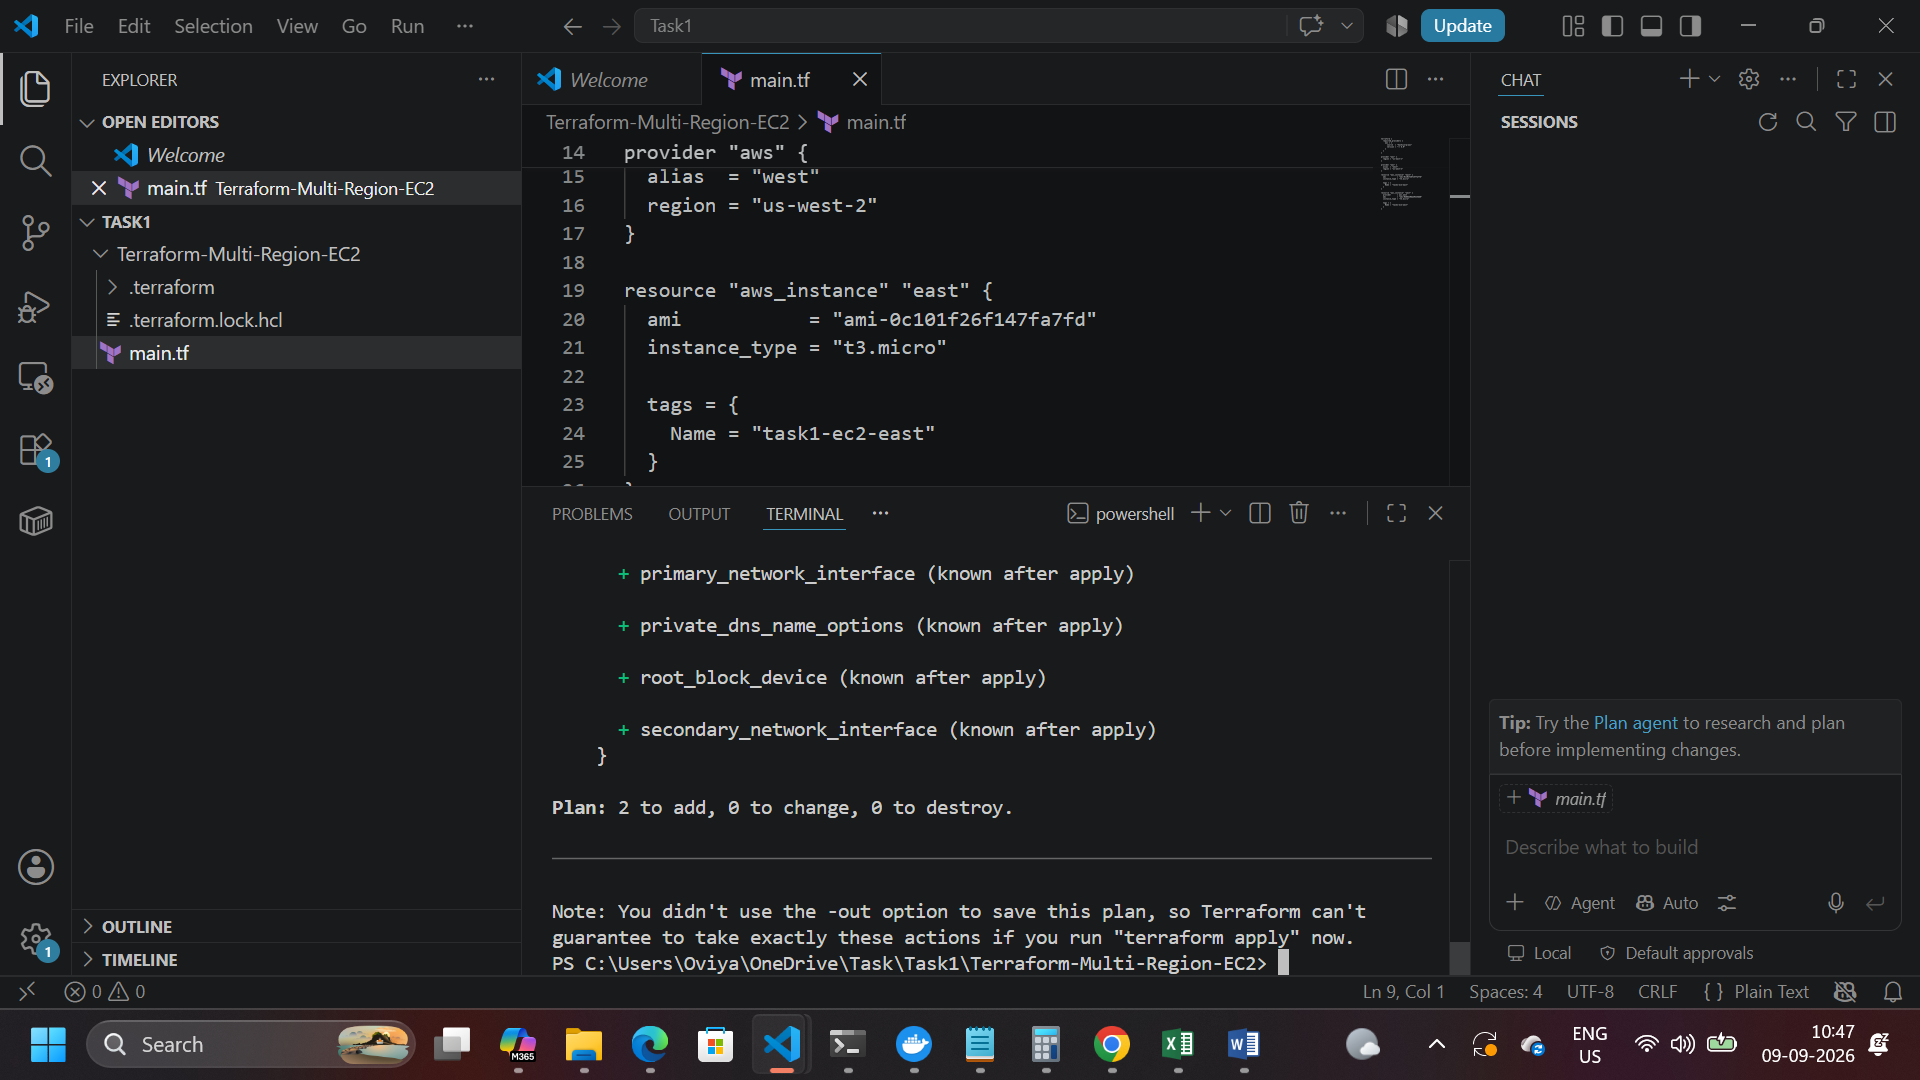 File Edit Selection View Go Run ···
Task1
Update
EXPLORER
OPEN EDITORS
Welcome
main.tf Terraform-Multi-Region-EC2
TASK1
Terraform-Multi-Region-EC2
.terraform
.terraform.lock.hcl
main.tf
OUTLINE
TIMELINE
1
1
Welcome
main.tf
Terraform-Multi-Region-EC2 > main.tf
14 provider "aws" {
15 alias = "west"
16 region = "us-west-2"
17 }
18
19 resource "aws_instance" "east" {
20 ami = "ami-0c101f26f147fa7fd"
21 instance_type = "t3.micro"
22
23 tags = {
24 Name = "task1-ec2-east"
25 }
PROBLEMS OUTPUT TERMINAL ···
powershell
+ primary_network_interface (known after apply)
+ private_dns_name_options (known after apply)
+ root_block_device (known after apply)
+ secondary_network_interface (known after apply)
}
Plan: 2 to add, 0 to change, 0 to destroy.
Note: You didn't use the -out option to save this plan, so Terraform can't
guarantee to take exactly these actions if you run "terraform apply" now.
PS C:\Users\Oviya\OneDrive\Task\Task1\Terraform-Multi-Region-EC2>
CHAT
SESSIONS
Tip: Try the Plan agent to research and plan
before implementing changes.
main.tf
Describe what to build
Agent Auto
Local Default approvals
0 0
Ln 9, Col 1 Spaces: 4 UTF-8 CRLF { } Plain Text
Search
M365
ENG
US
10:47
09-09-2026